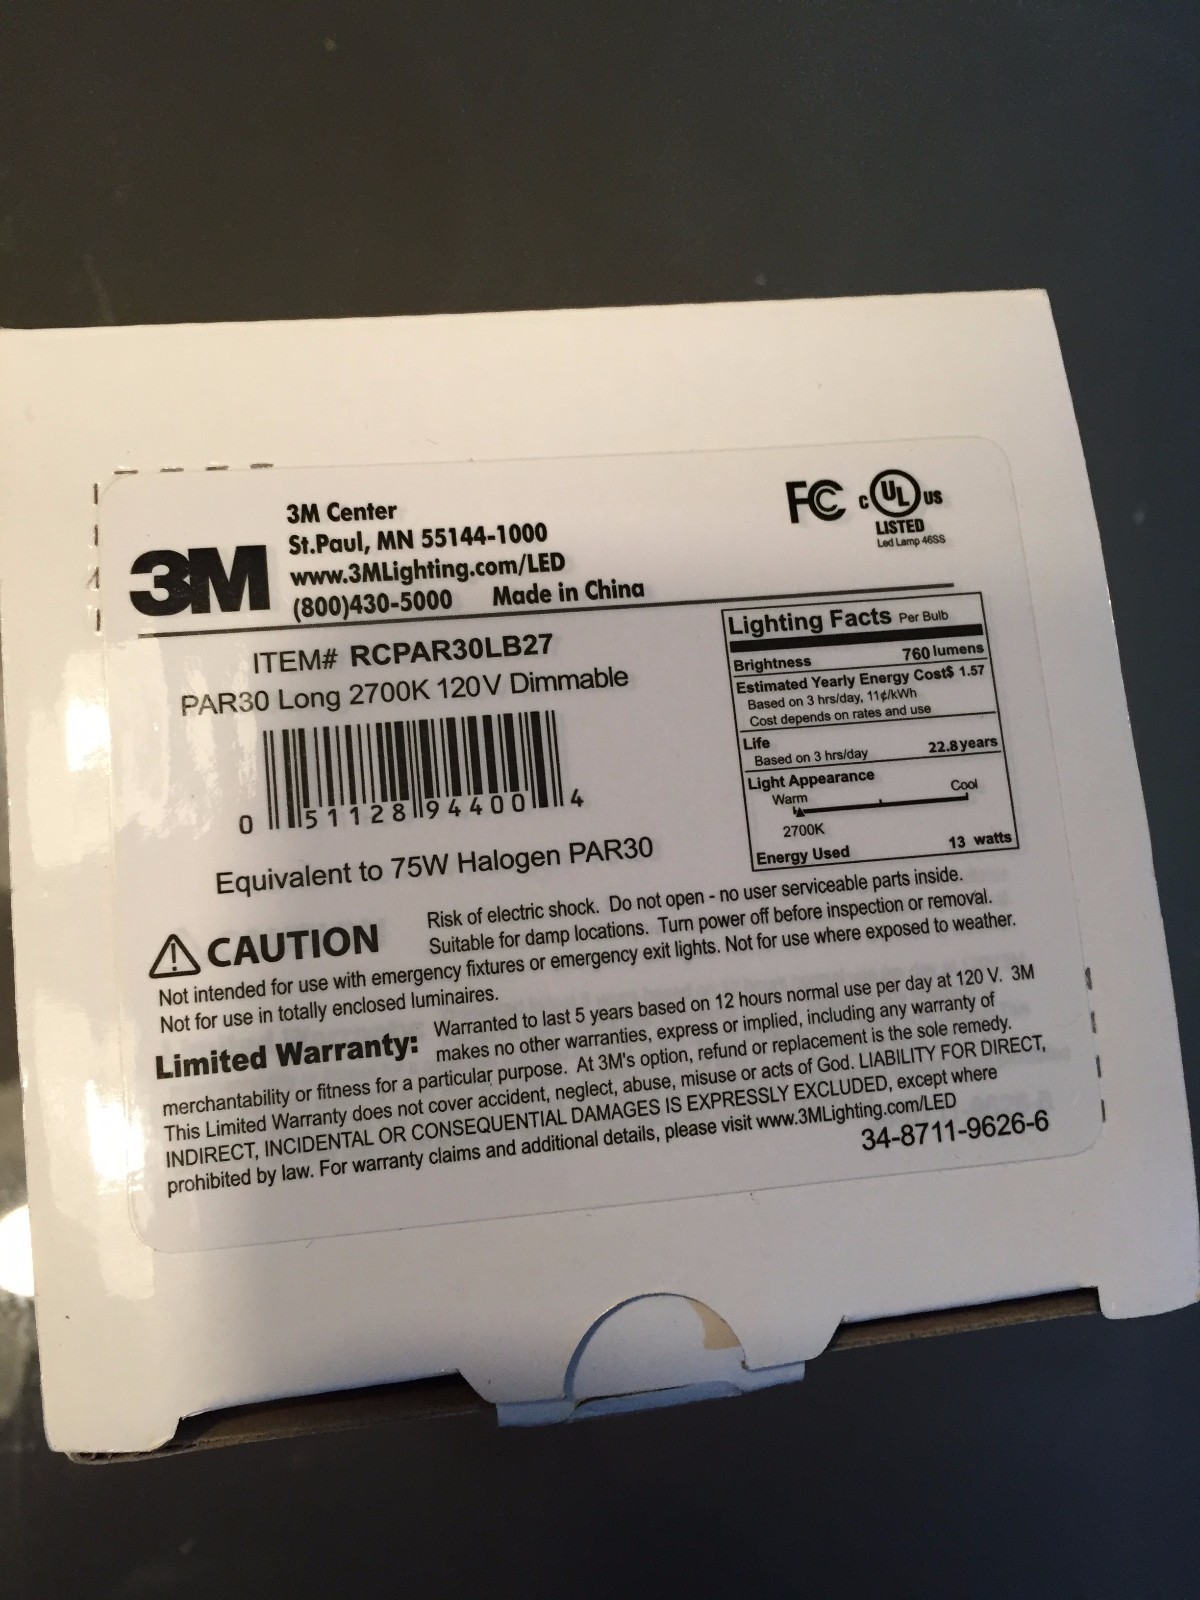 3M
3M Center
St.Paul, MN 55144-1000
www.3MLighting.com/LED
(800)430-5000 Made in China
FC c UL US
LISTED
Led Lamp 46SS
ITEM# RCPAR30LB27
PAR30 Long 2700K 120V Dimmable
0 51128 94400 4
Equivalent to 75W Halogen PAR30
Lighting Facts Per Bulb
Brightness 760 lumens
Estimated Yearly Energy Cost$ 1.57
Based on 3 hrs/day, 11¢/kWh
Cost depends on rates and use
Life
Based on 3 hrs/day 22.8years
Light Appearance
Warm Cool
2700K
Energy Used 13 watts
CAUTION Risk of electric shock. Do not open - no user serviceable parts inside.
Suitable for damp locations. Turn power off before inspection or removal.
Not intended for use with emergency fixtures or emergency exit lights. Not for use where exposed to weather.
Not for use in totally enclosed luminaires.
Limited Warranty: Warranted to last 5 years based on 12 hours normal use per day at 120 V. 3M
makes no other warranties, express or implied, including any warranty of
merchantability or fitness for a particular purpose. At 3M's option, refund or replacement is the sole remedy.
This Limited Warranty does not cover accident, neglect, abuse, misuse or acts of God. LIABILITY FOR DIRECT,
INDIRECT, INCIDENTAL OR CONSEQUENTIAL DAMAGES IS EXPRESSLY EXCLUDED, except where
prohibited by law. For warranty claims and additional details, please visit www.3MLighting.com/LED
34-8711-9626-6